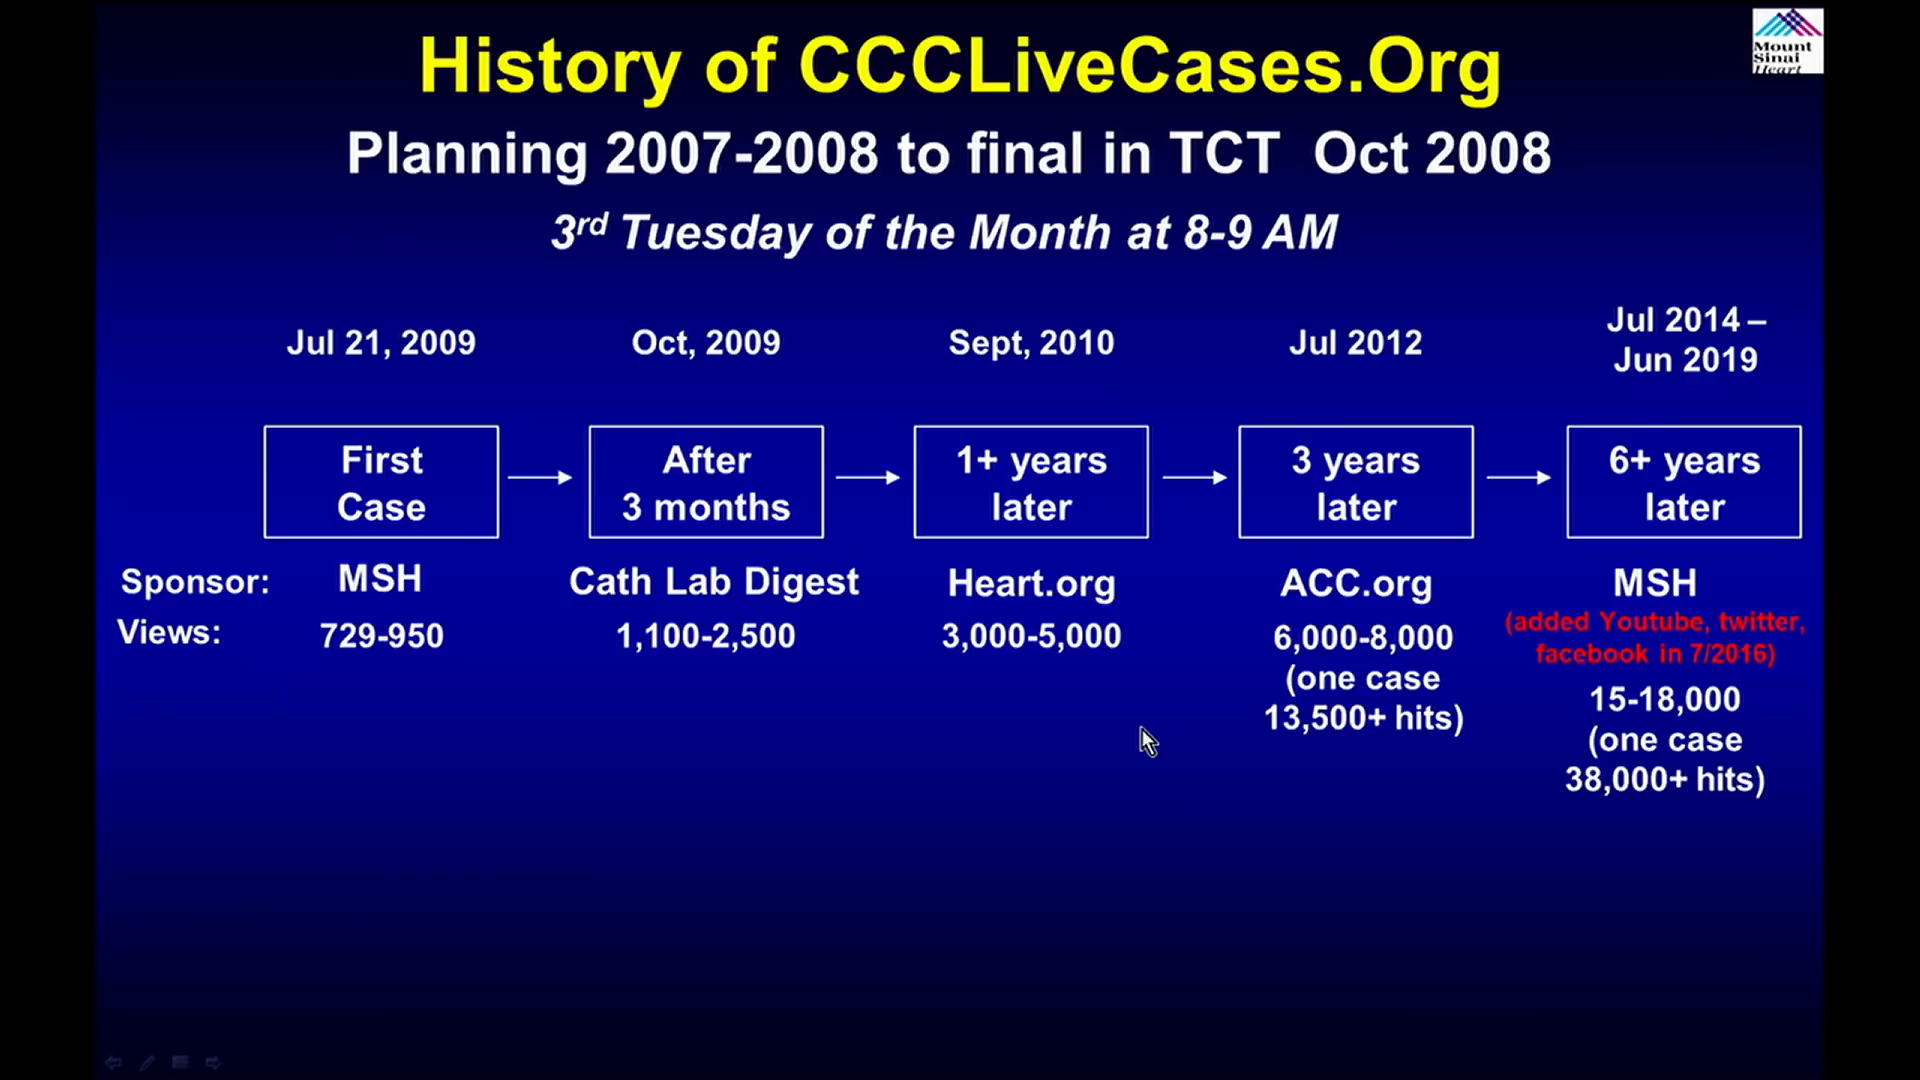 History of CCCLiveCases.Org
Mount
Sinai
Heart
Planning 2007-2008 to final in TCT Oct 2008
3rd Tuesday of the Month at 8-9 AM
Jul 21, 2009
Oct, 2009
Sept, 2010
Jul 2012
Jul 2014 –
Jun 2019
First
Case
After
3 months
1+ years
later
3 years
later
6+ years
later
Sponsor:
MSH
Cath Lab Digest
Heart.org
ACC.org
MSH
(added Youtube, twitter,
facebook in 7/2016)
Views:
729-950
1,100-2,500
3,000-5,000
6,000-8,000
(one case
13,500+ hits)
15-18,000
(one case
38,000+ hits)